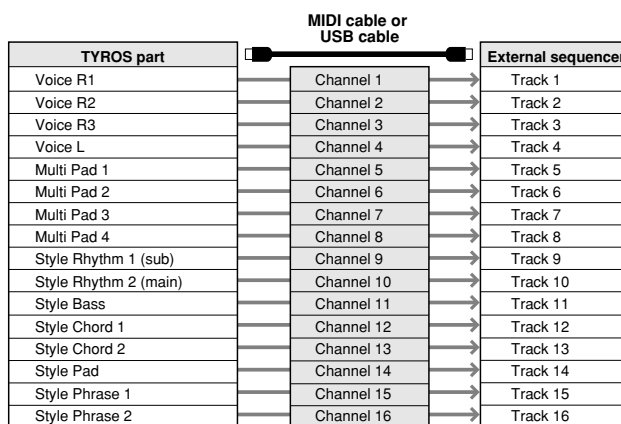 MIDI cable or
USB cable
TYROS part External sequencer
Voice R1 Channel 1 Track 1
Voice R2 Channel 2 Track 2
Voice R3 Channel 3 Track 3
Voice L Channel 4 Track 4
Multi Pad 1 Channel 5 Track 5
Multi Pad 2 Channel 6 Track 6
Multi Pad 3 Channel 7 Track 7
Multi Pad 4 Channel 8 Track 8
Style Rhythm 1 (sub) Channel 9 Track 9
Style Rhythm 2 (main) Channel 10 Track 10
Style Bass Channel 11 Track 11
Style Chord 1 Channel 12 Track 12
Style Chord 2 Channel 13 Track 13
Style Pad Channel 14 Track 14
Style Phrase 1 Channel 15 Track 15
Style Phrase 2 Channel 16 Track 16